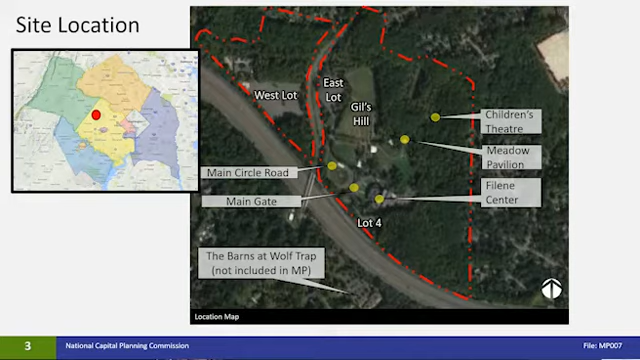 Site Location
West Lot
East
Lot
Gil's
Hill
Children's
Theatre
Meadow
Pavilion
Main Circle Road
Filene
Center
Main Gate
Lot 4
The Barns at Wolf Trap
(not included in MP)
Location Map
3
National Capital Planning Commission
File: MP007